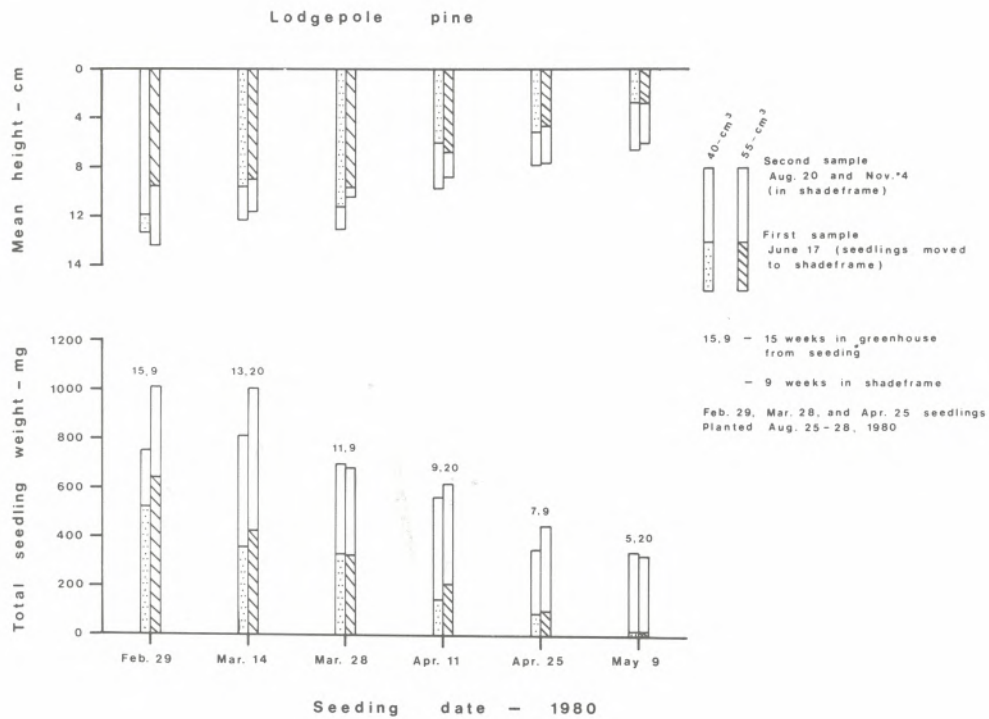 Lodgepole pine
Mean height – cm
0
4
8
12
14
40-cm³
55-cm³
Second sample
Aug. 20 and Nov.*4
(in shadeframe)
First sample
June 17 (seedlings moved
to shadeframe)
15,9 – 15 weeks in greenhouse
from seeding*
– 9 weeks in shadeframe
Feb. 29, Mar. 28, and Apr. 25 seedlings
Planted Aug. 25-28, 1980
Total seedling weight – mg
1200
1000
800
600
400
200
0
15,9
13,20
11,9
9,20
7,9
5,20
Feb. 29
Mar. 14
Mar. 28
Apr. 11
Apr. 25
May 9
Seeding date – 1980